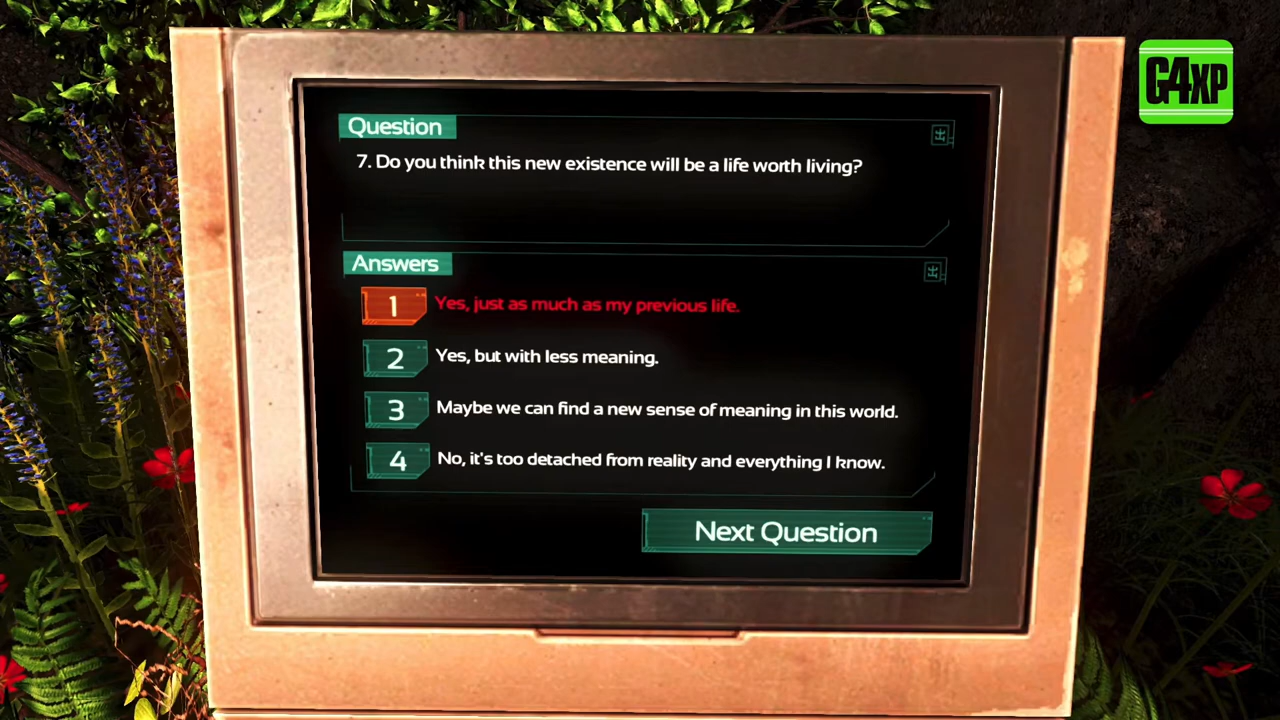 G4XP
Question
7. Do you think this new existence will be a life worth living?
Answers
1 Yes, just as much as my previous life.
2 Yes, but with less meaning.
3 Maybe we can find a new sense of meaning in this world.
4 No, it's too detached from reality and everything I know.
Next Question